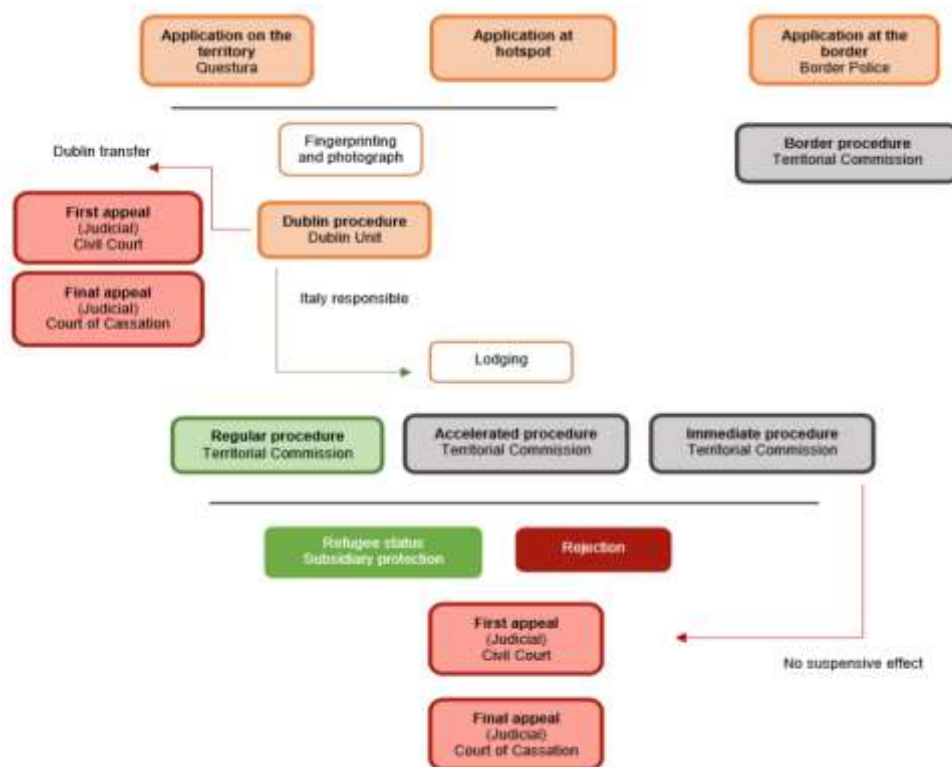 Application on the
territory
Questura
Application at
hotspot
Application at the
border
Border Police
Fingerprinting
and photograph
Border procedure
Territorial Commission
Dublin transfer
First appeal
(Judicial)
Civil Court
Dublin procedure
Dublin Unit
Final appeal
(Judicial)
Court of Cassation
Italy responsible
Lodging
Regular procedure
Territorial Commission
Accelerated procedure
Territorial Commission
Immediate procedure
Territorial Commission
Refugee status
Subsidiary protection
Rejection
First appeal
(Judicial)
Civil Court
No suspensive effect
Final appeal
(Judicial)
Court of Cassation